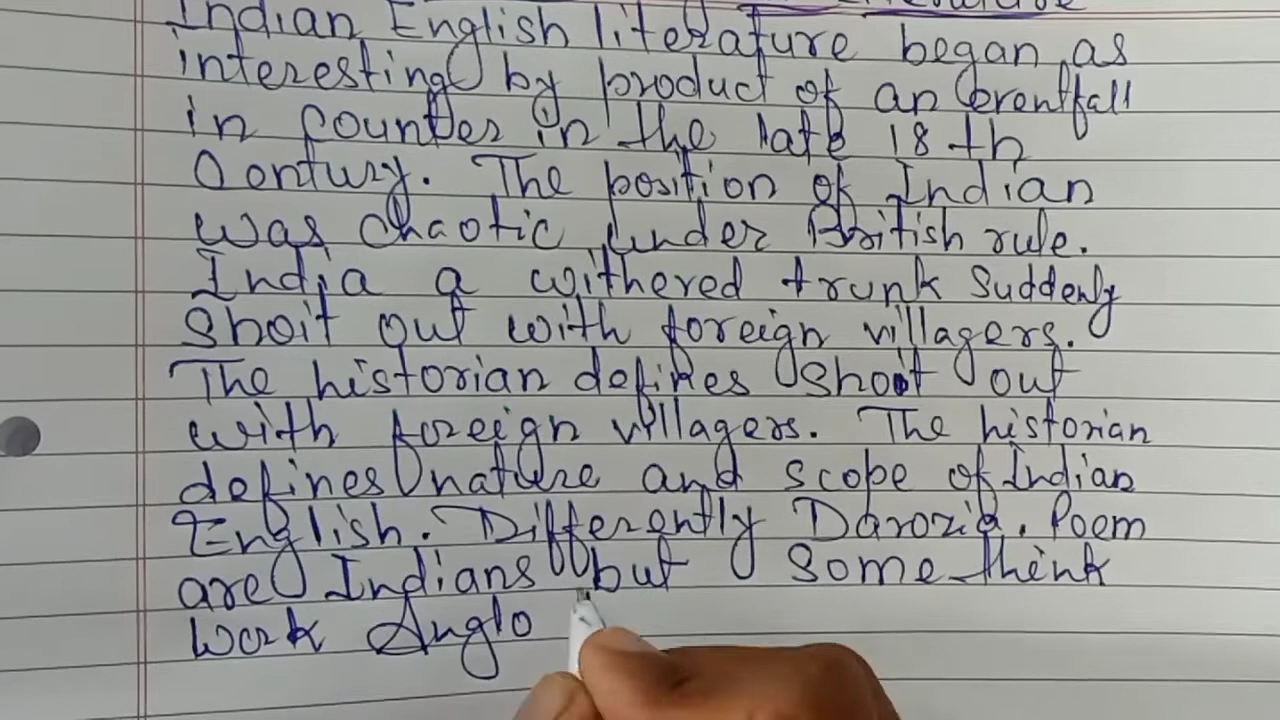 Indian English literature began as
interesting by product of an erentfall
in counter in the late 18th
Century. The position of Indian
was chaotic under British rule.
India a withered trunk Suddenly
Shoit out with foreign villagers.
The historian defines Shoot out
with foreign villagers. The historian
defines nature and scope of Indian
English. Differently Darozia. Poem
are Indians but Some think
Work Anglo